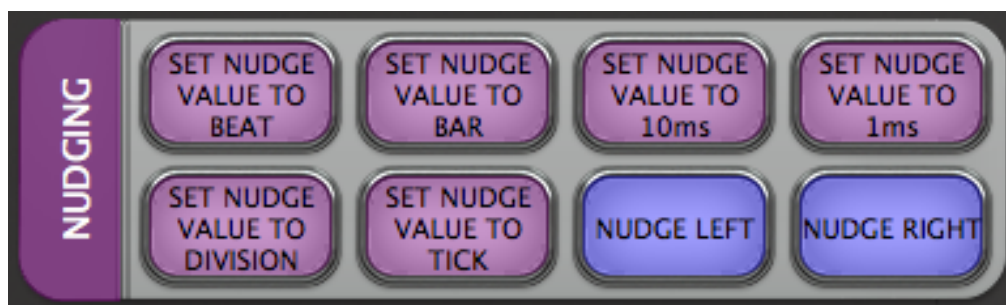 NUDGING
SET NUDGE
VALUE TO
BEAT
SET NUDGE
VALUE TO
BAR
SET NUDGE
VALUE TO
10ms
SET NUDGE
VALUE TO
1ms
SET NUDGE
VALUE TO
DIVISION
SET NUDGE
VALUE TO
TICK
NUDGE LEFT
NUDGE RIGHT